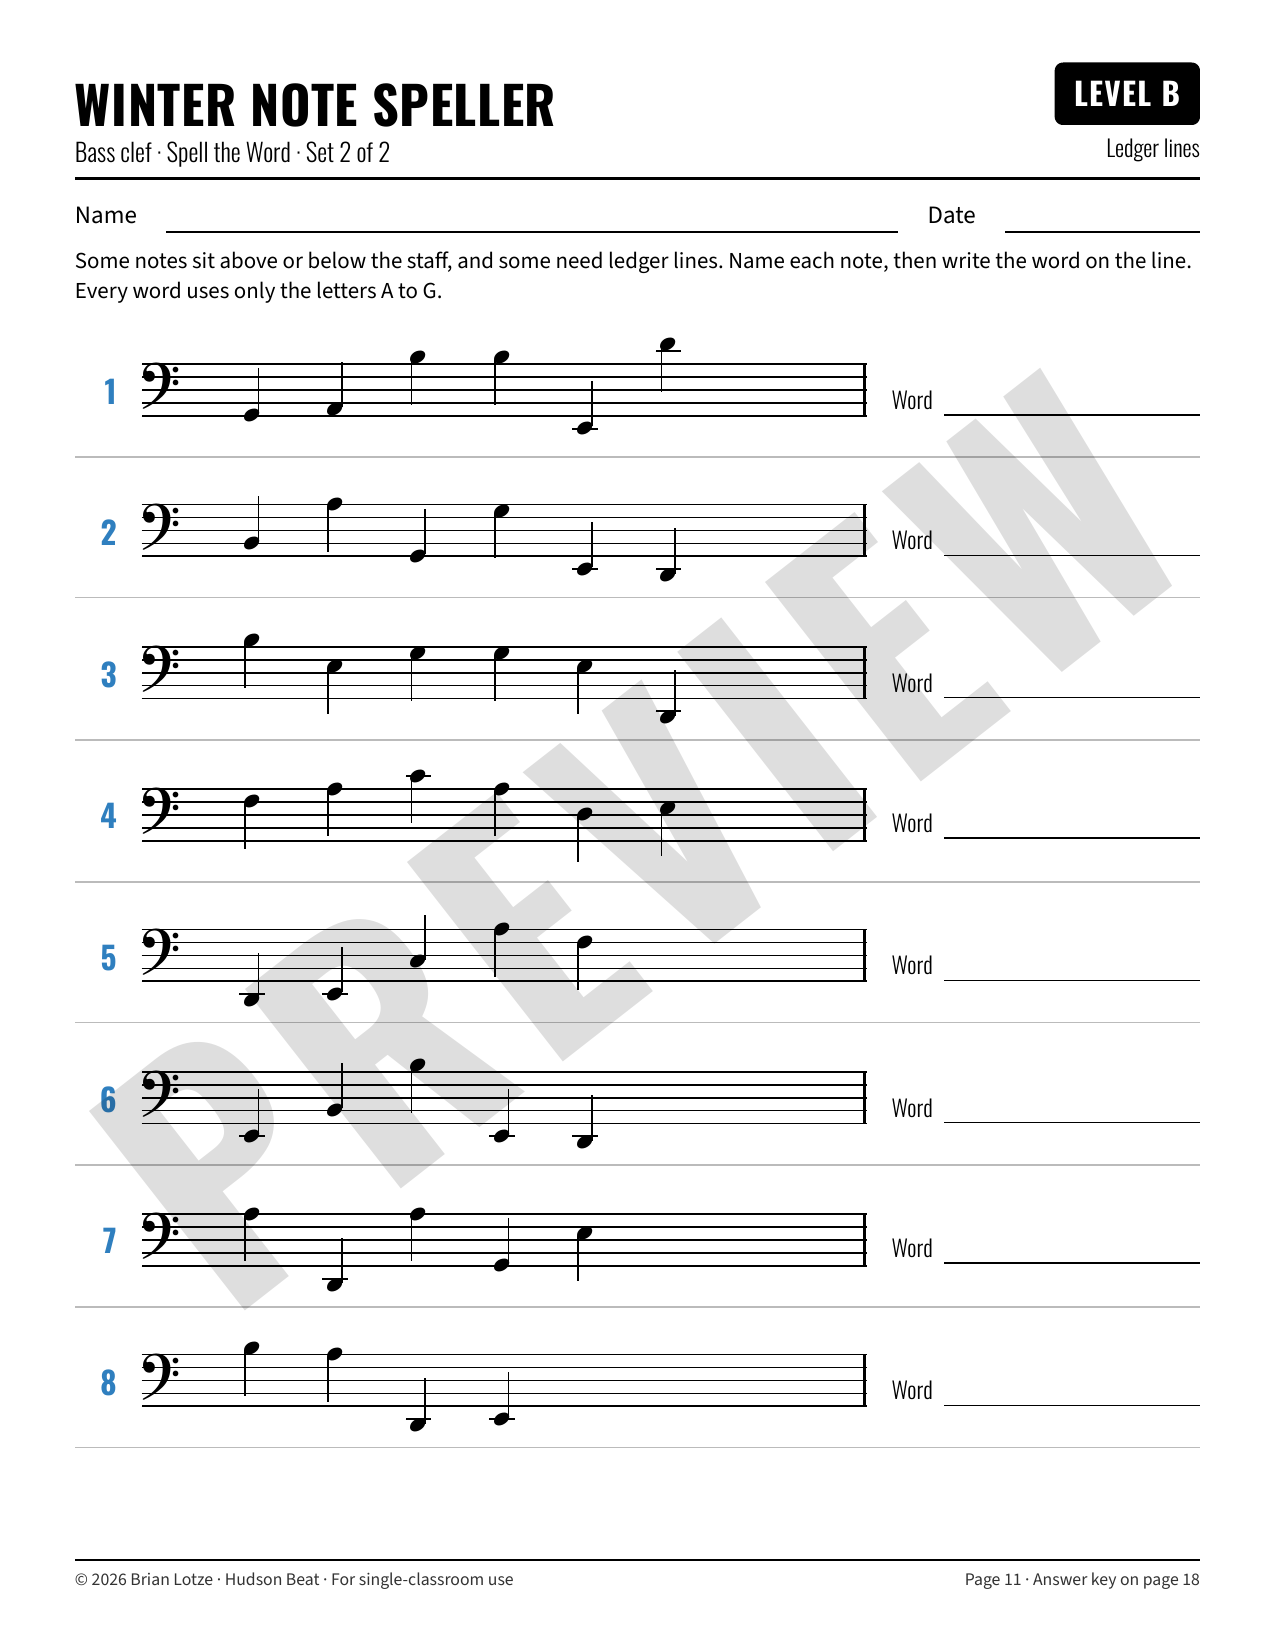 WINTER NOTE SPELLER
LEVEL B
Bass clef · Spell the Word · Set 2 of 2
Ledger lines
Name
Date
Some notes sit above or below the staff, and some need ledger lines. Name each note, then write the word on the line.
Every word uses only the letters A to G.
1 Word
2 Word
3 Word
4 Word
5 Word
6 Word
7 Word
8 Word
PREVIEW
© 2026 Brian Lotze · Hudson Beat · For single-classroom use
Page 11 · Answer key on page 18